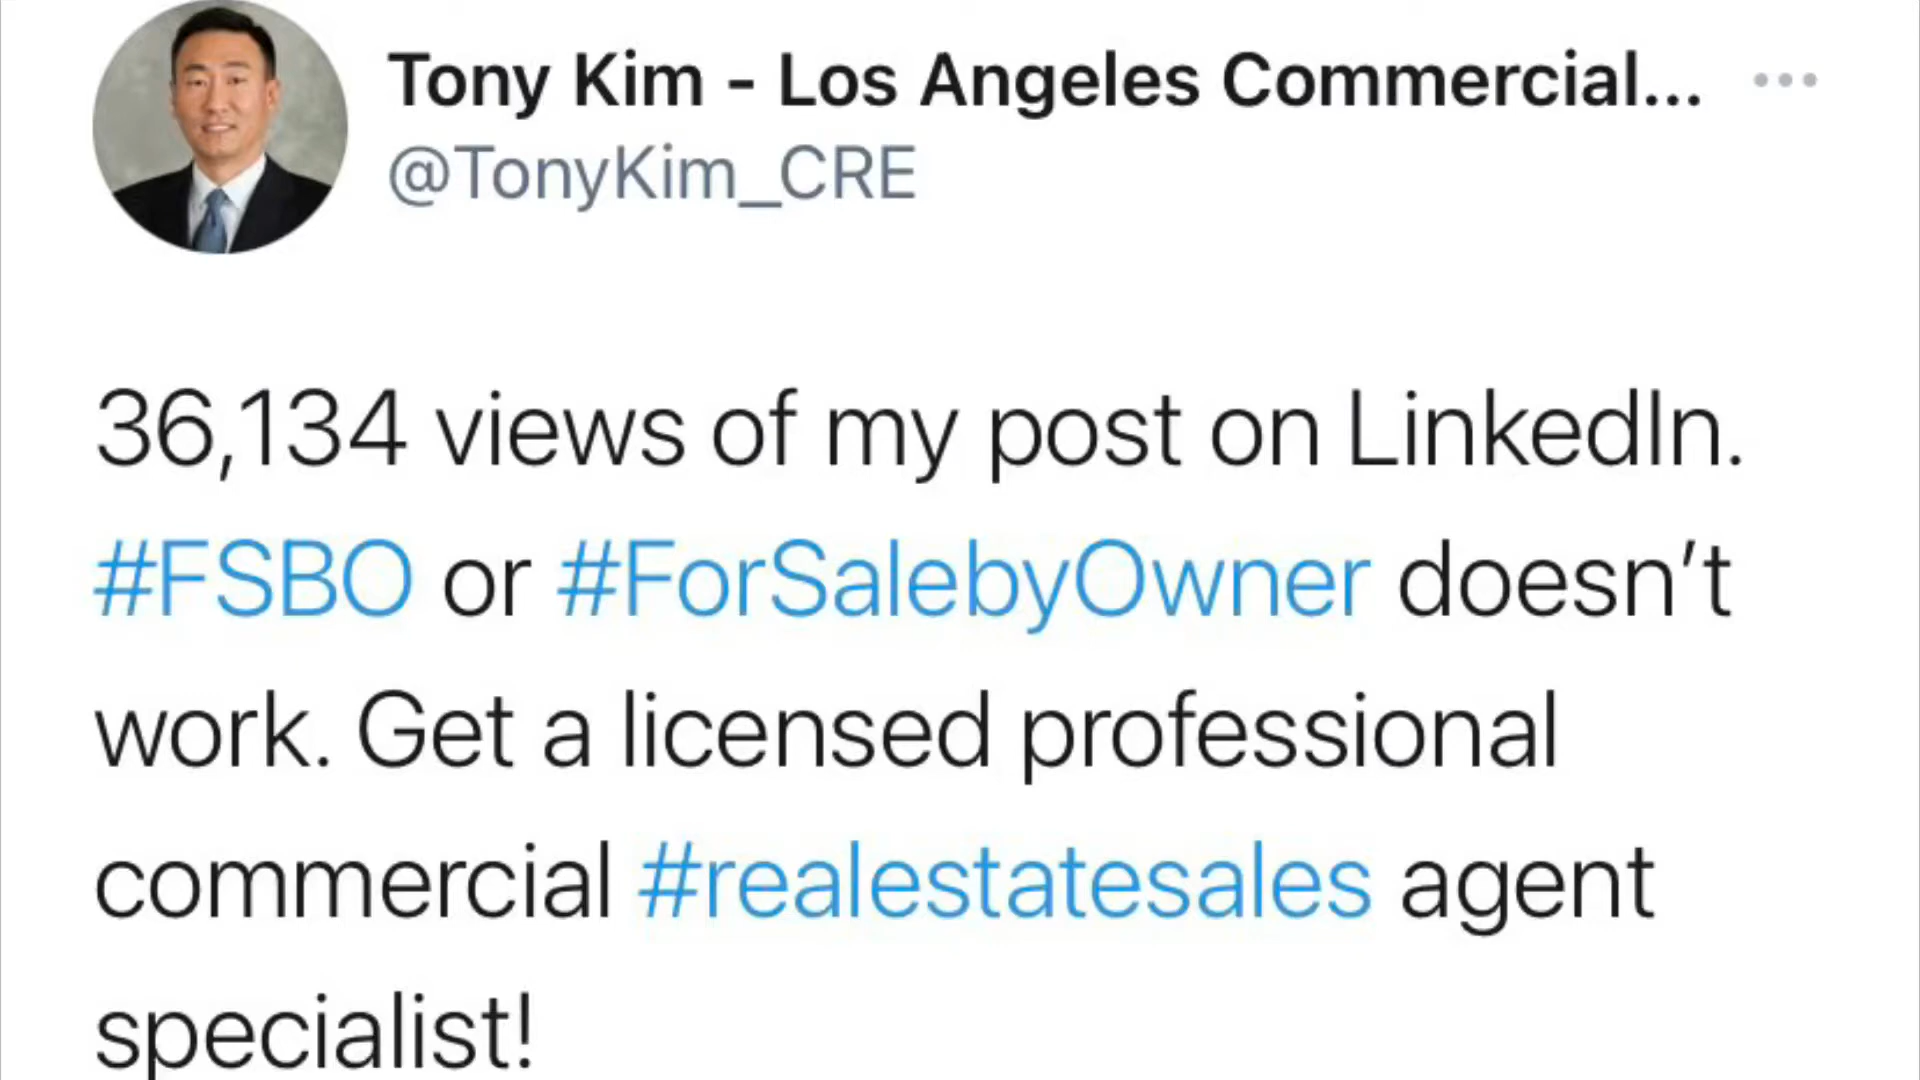 Tony Kim - Los Angeles Commercial...
@TonyKim_CRE
36,134 views of my post on LinkedIn.
#FSBO or #ForSalebyOwner doesn’t
work. Get a licensed professional
commercial #realestatesales agent
specialist!